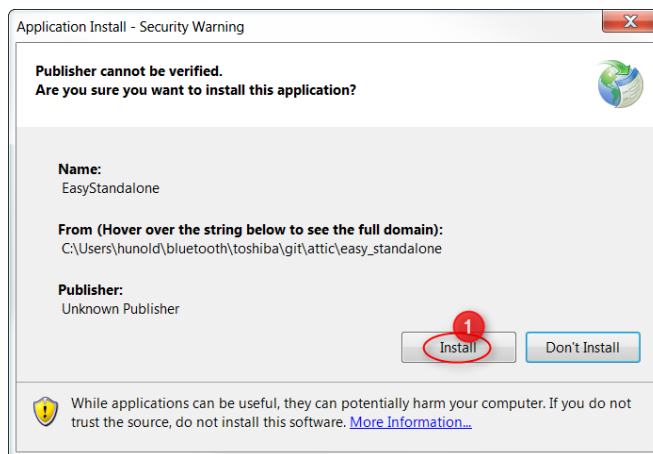 Application Install - Security Warning
Publisher cannot be verified.
Are you sure you want to install this application?
Name:
EasyStandalone
From (Hover over the string below to see the full domain):
C:\Users\hunold\bluetooth\toshiba\git\attic\easy_standalone
Publisher:
Unknown Publisher
1
Install Don't Install
While applications can be useful, they can potentially harm your computer. If you do not
trust the source, do not install this software. More Information...